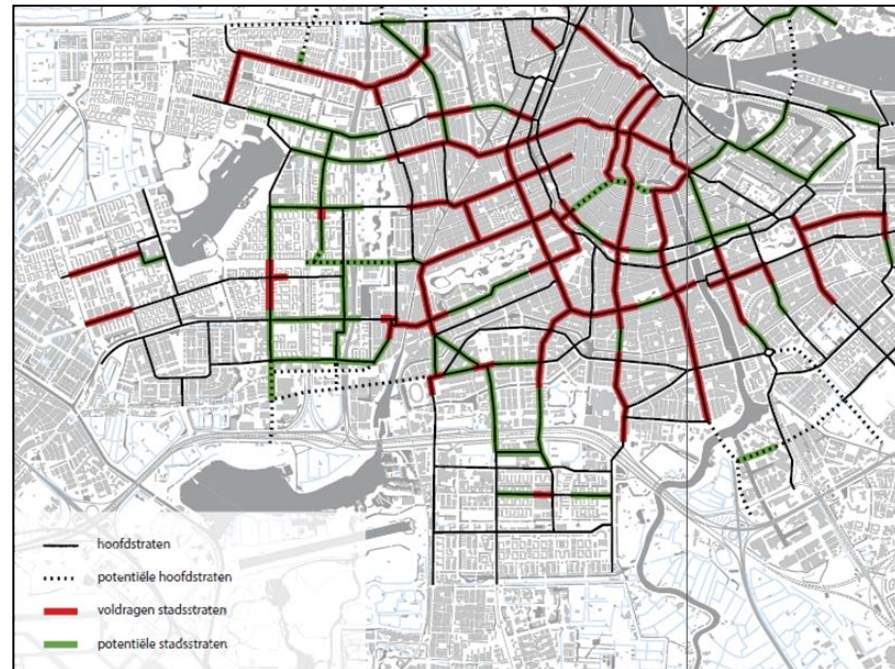 hoofdstraten
potentiële hoofdstraten
voldragen stadsstraten
potentiële stadsstraten